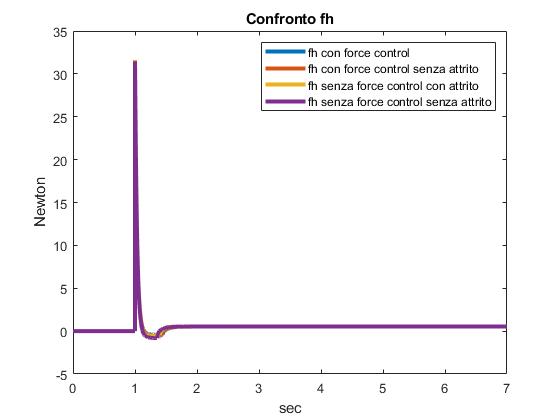 Confronto fh
35
30
25
20
15
10
5
0
-5
Newton
fh con force control
fh con force control senza attrito
fh senza force control con attrito
fh senza force control senza attrito
0 1 2 3 4 5 6 7
sec